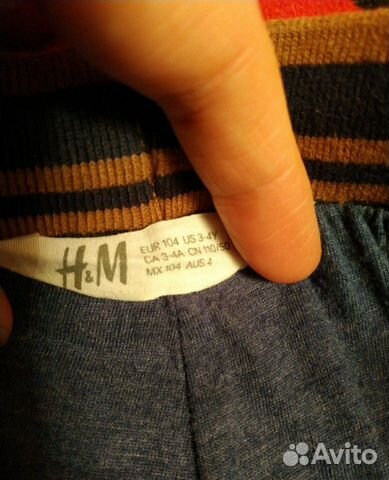 H&M
EUR 104 US 3-4Y
CA 3-4A CN 110/50
MX 104 AUS 4
Avito